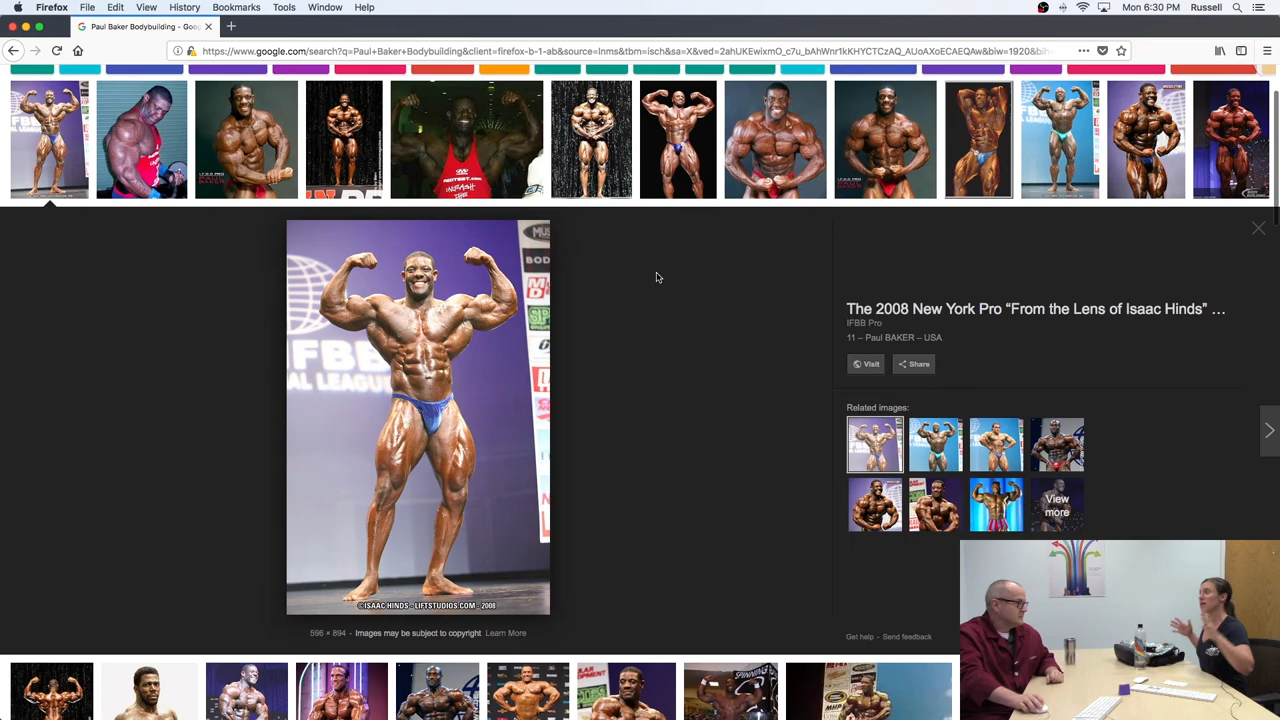 Firefox File Edit View History Bookmarks Tools Window Help Mon 6:30 PM Russell
Paul Baker Bodybuilding - Goo
https://www.google.com/search?q=Paul+Baker+Bodybuilding&client=firefox-b-1-ab&source=lnms&tbm=isch&sa=X&ved=2ahUKEwixmO_c7u_bAhWnr1kKHYCTCzAQ_AUoAXoECAEQAw&biw=1920&bih
The 2008 New York Pro “From the Lens of Isaac Hinds” ...
IFBB Pro
11 – Paul BAKER – USA
Visit Share
Related images:
View
more
IFBB
AL LEAGUE
©ISAAC HINDS - LIFTSTUDIOS.COM - 2008
596 × 894 - Images may be subject to copyright Learn More
Get help - Send feedback